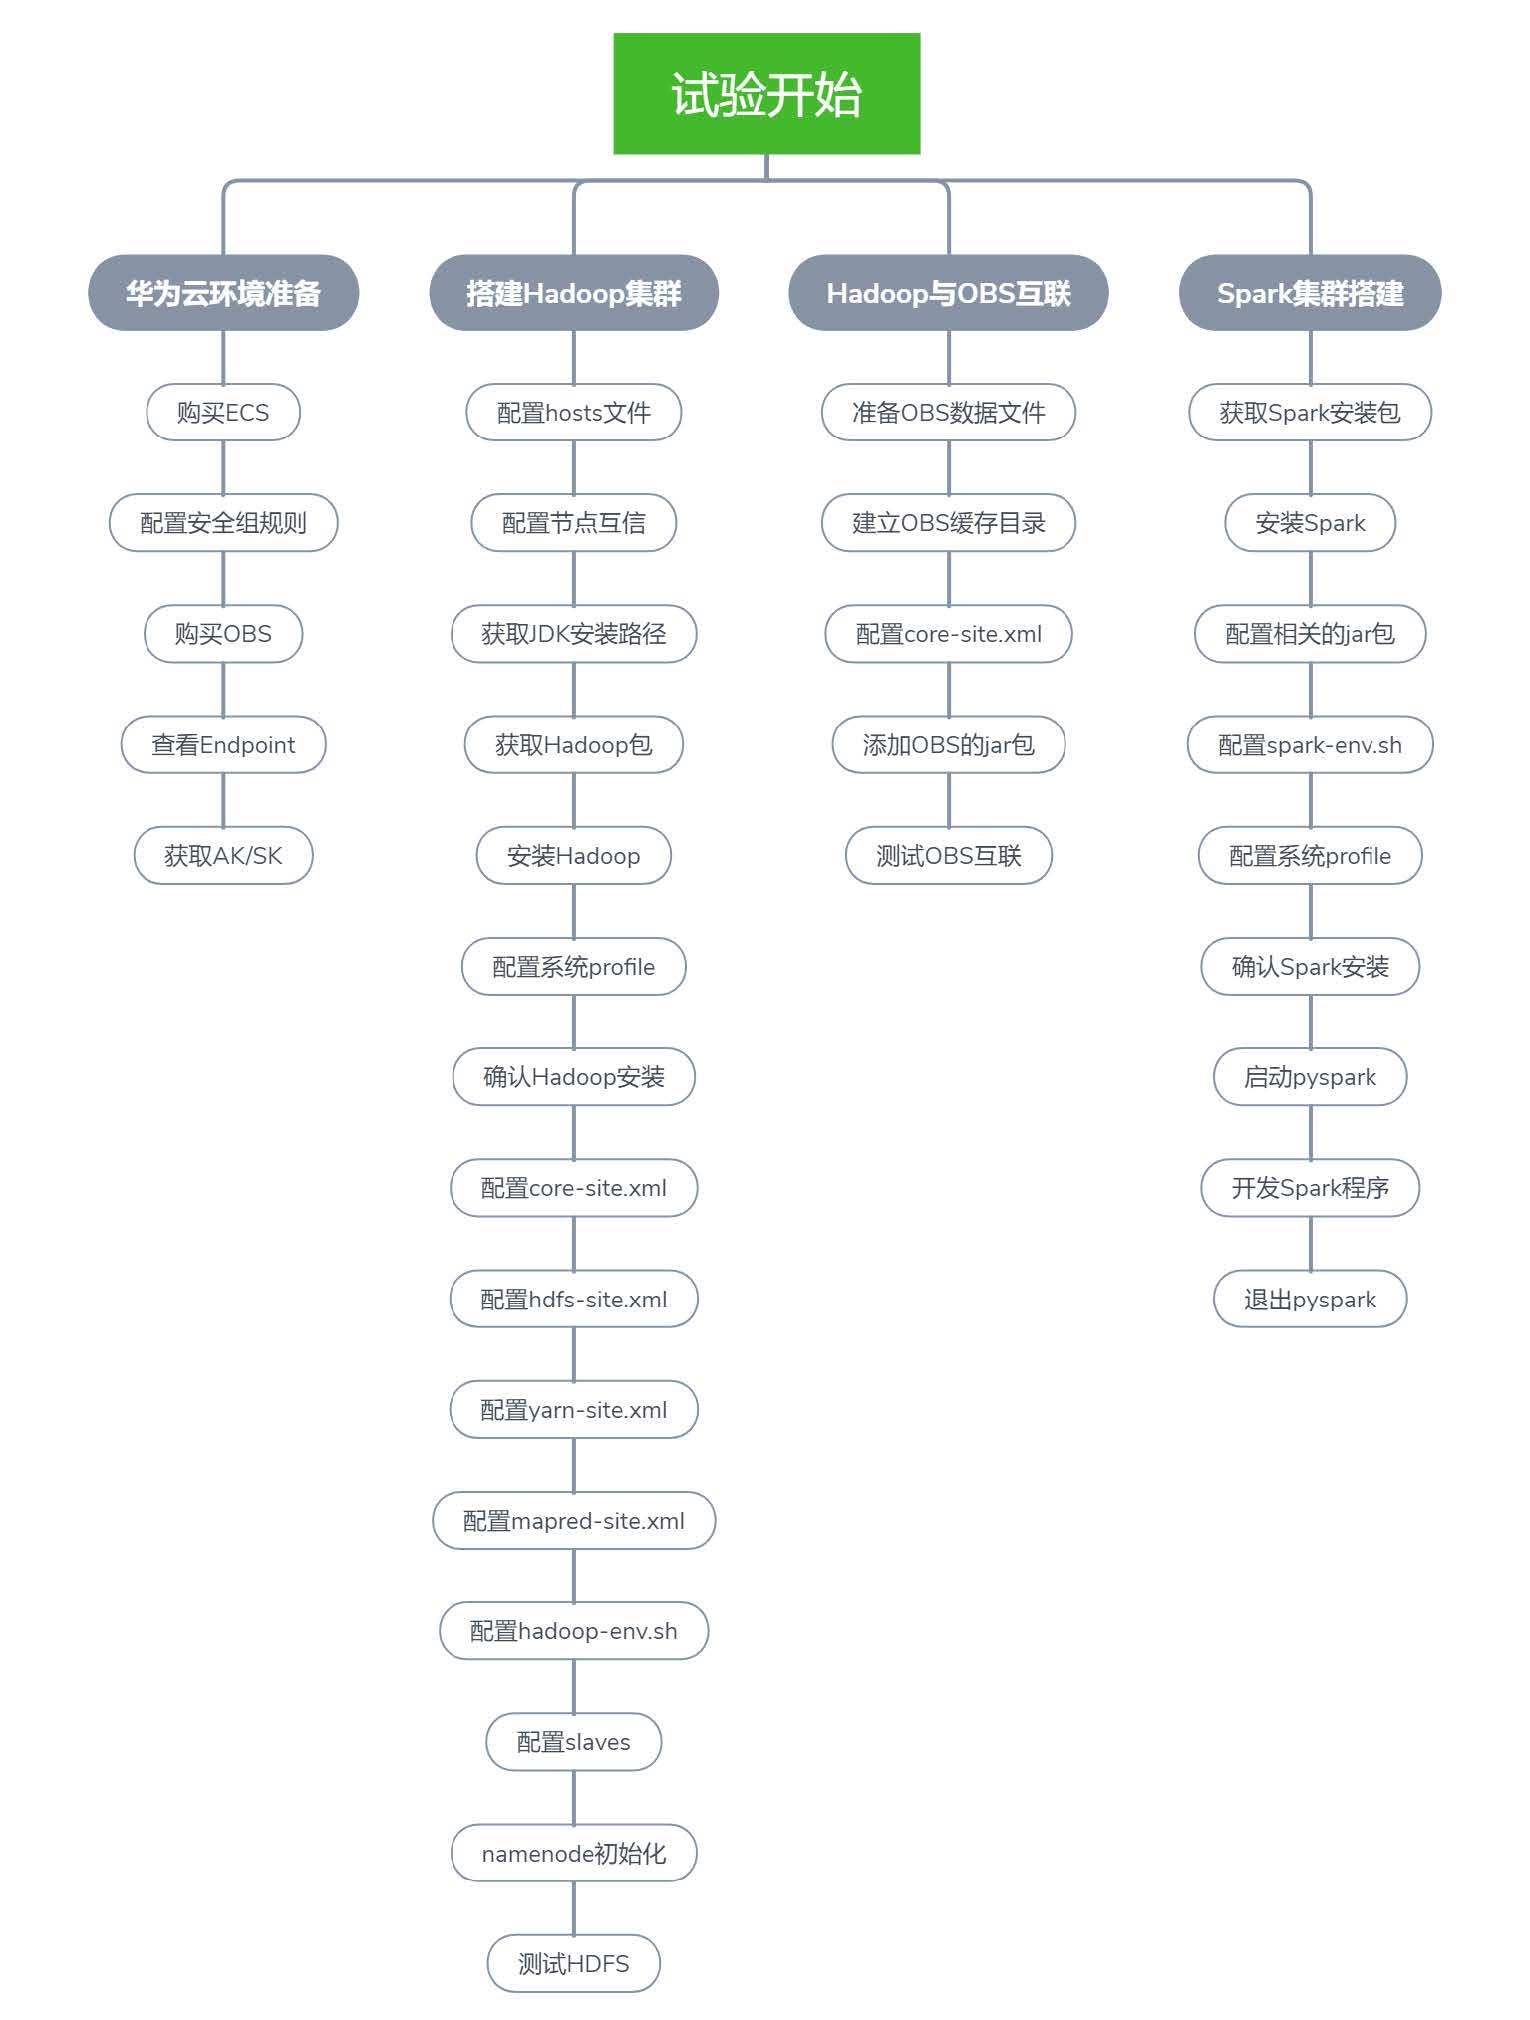 试验开始
华为云环境准备
购买ECS
配置安全组规则
购买OBS
查看Endpoint
获取AK/SK
搭建Hadoop集群
配置hosts文件
配置节点互信
获取JDK安装路径
获取Hadoop包
安装Hadoop
配置系统profile
确认Hadoop安装
配置core-site.xml
配置hdfs-site.xml
配置yarn-site.xml
配置mapred-site.xml
配置hadoop-env.sh
配置slaves
namenode初始化
测试HDFS
Hadoop与OBS互联
准备OBS数据文件
建立OBS缓存目录
配置core-site.xml
添加OBS的jar包
测试OBS互联
Spark集群搭建
获取Spark安装包
安装Spark
配置相关的jar包
配置spark-env.sh
配置系统profile
确认Spark安装
启动pyspark
开发Spark程序
退出pyspark